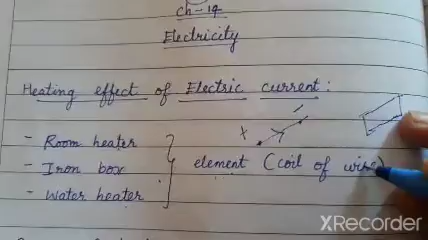 Ch - 14
Electricity
Heating effect of Electric current :
- Room heater
- Iron box
- Water heater
element (coil of wire)
XRecorder